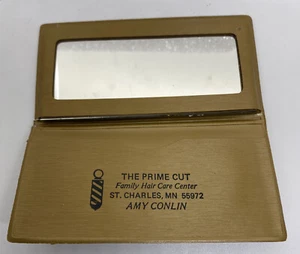 THE PRIME CUT
Family Hair Care Center
ST. CHARLES, MN 55972
AMY CONLIN